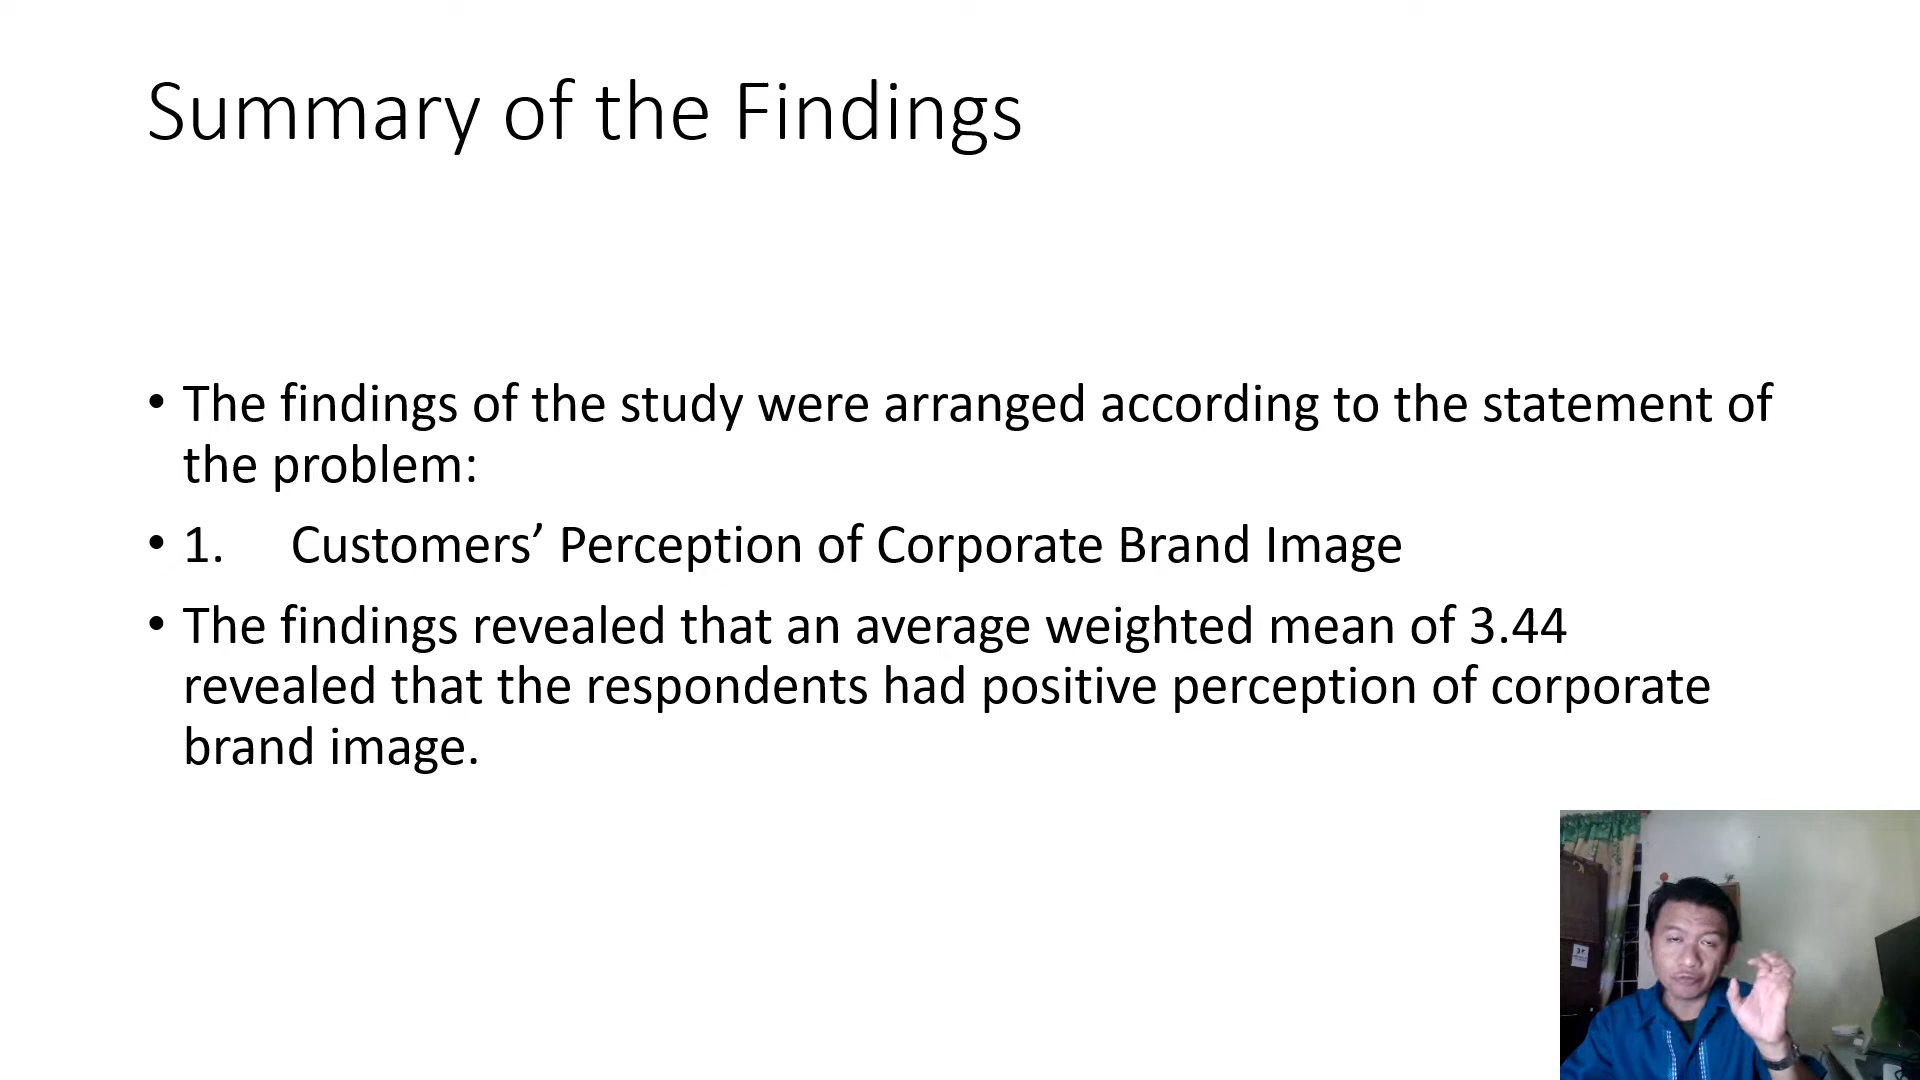 Summary of the Findings
• The findings of the study were arranged according to the statement of
the problem:
• 1. Customers’ Perception of Corporate Brand Image
• The findings revealed that an average weighted mean of 3.44
revealed that the respondents had positive perception of corporate
brand image.